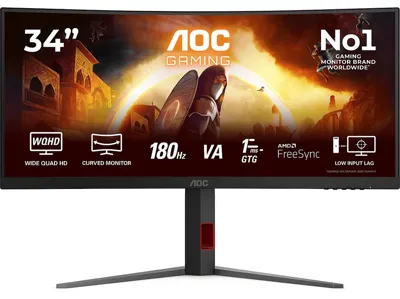 34”
AOC
GAMING
No1
GAMING
MONITOR BRAND
WORLDWIDE*
WQHD
WIDE QUAD HD
CURVED MONITOR
180Hz
VA
1ms
GTG
AMD
FreeSync
LOW INPUT LAG
AOC